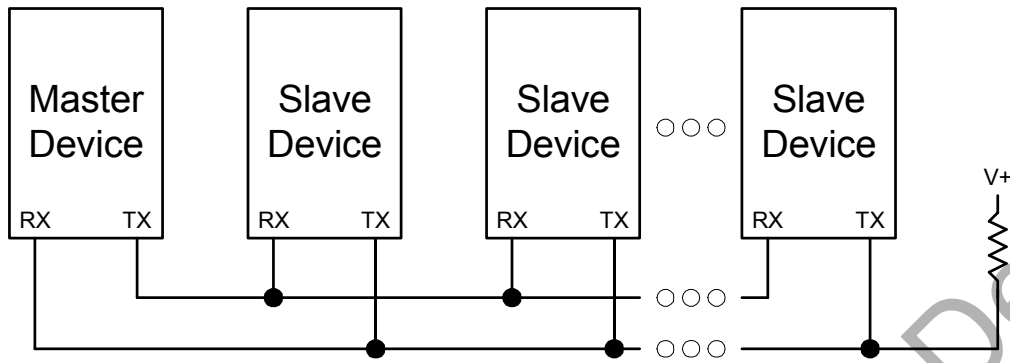 Master
Device
Slave
Device
Slave
Device
Slave
Device
V+
RX TX
RX TX
RX TX
RX TX